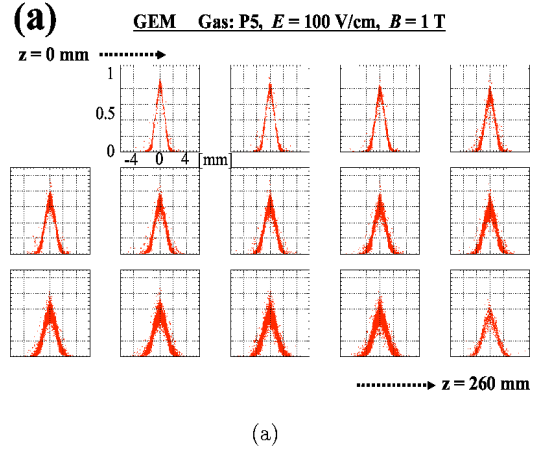 (a) GEM Gas: P5, E = 100 V/cm, B = 1 T
z = 0 mm
1
0.5
0
-4 0 4 [mm]
z = 260 mm
(a)